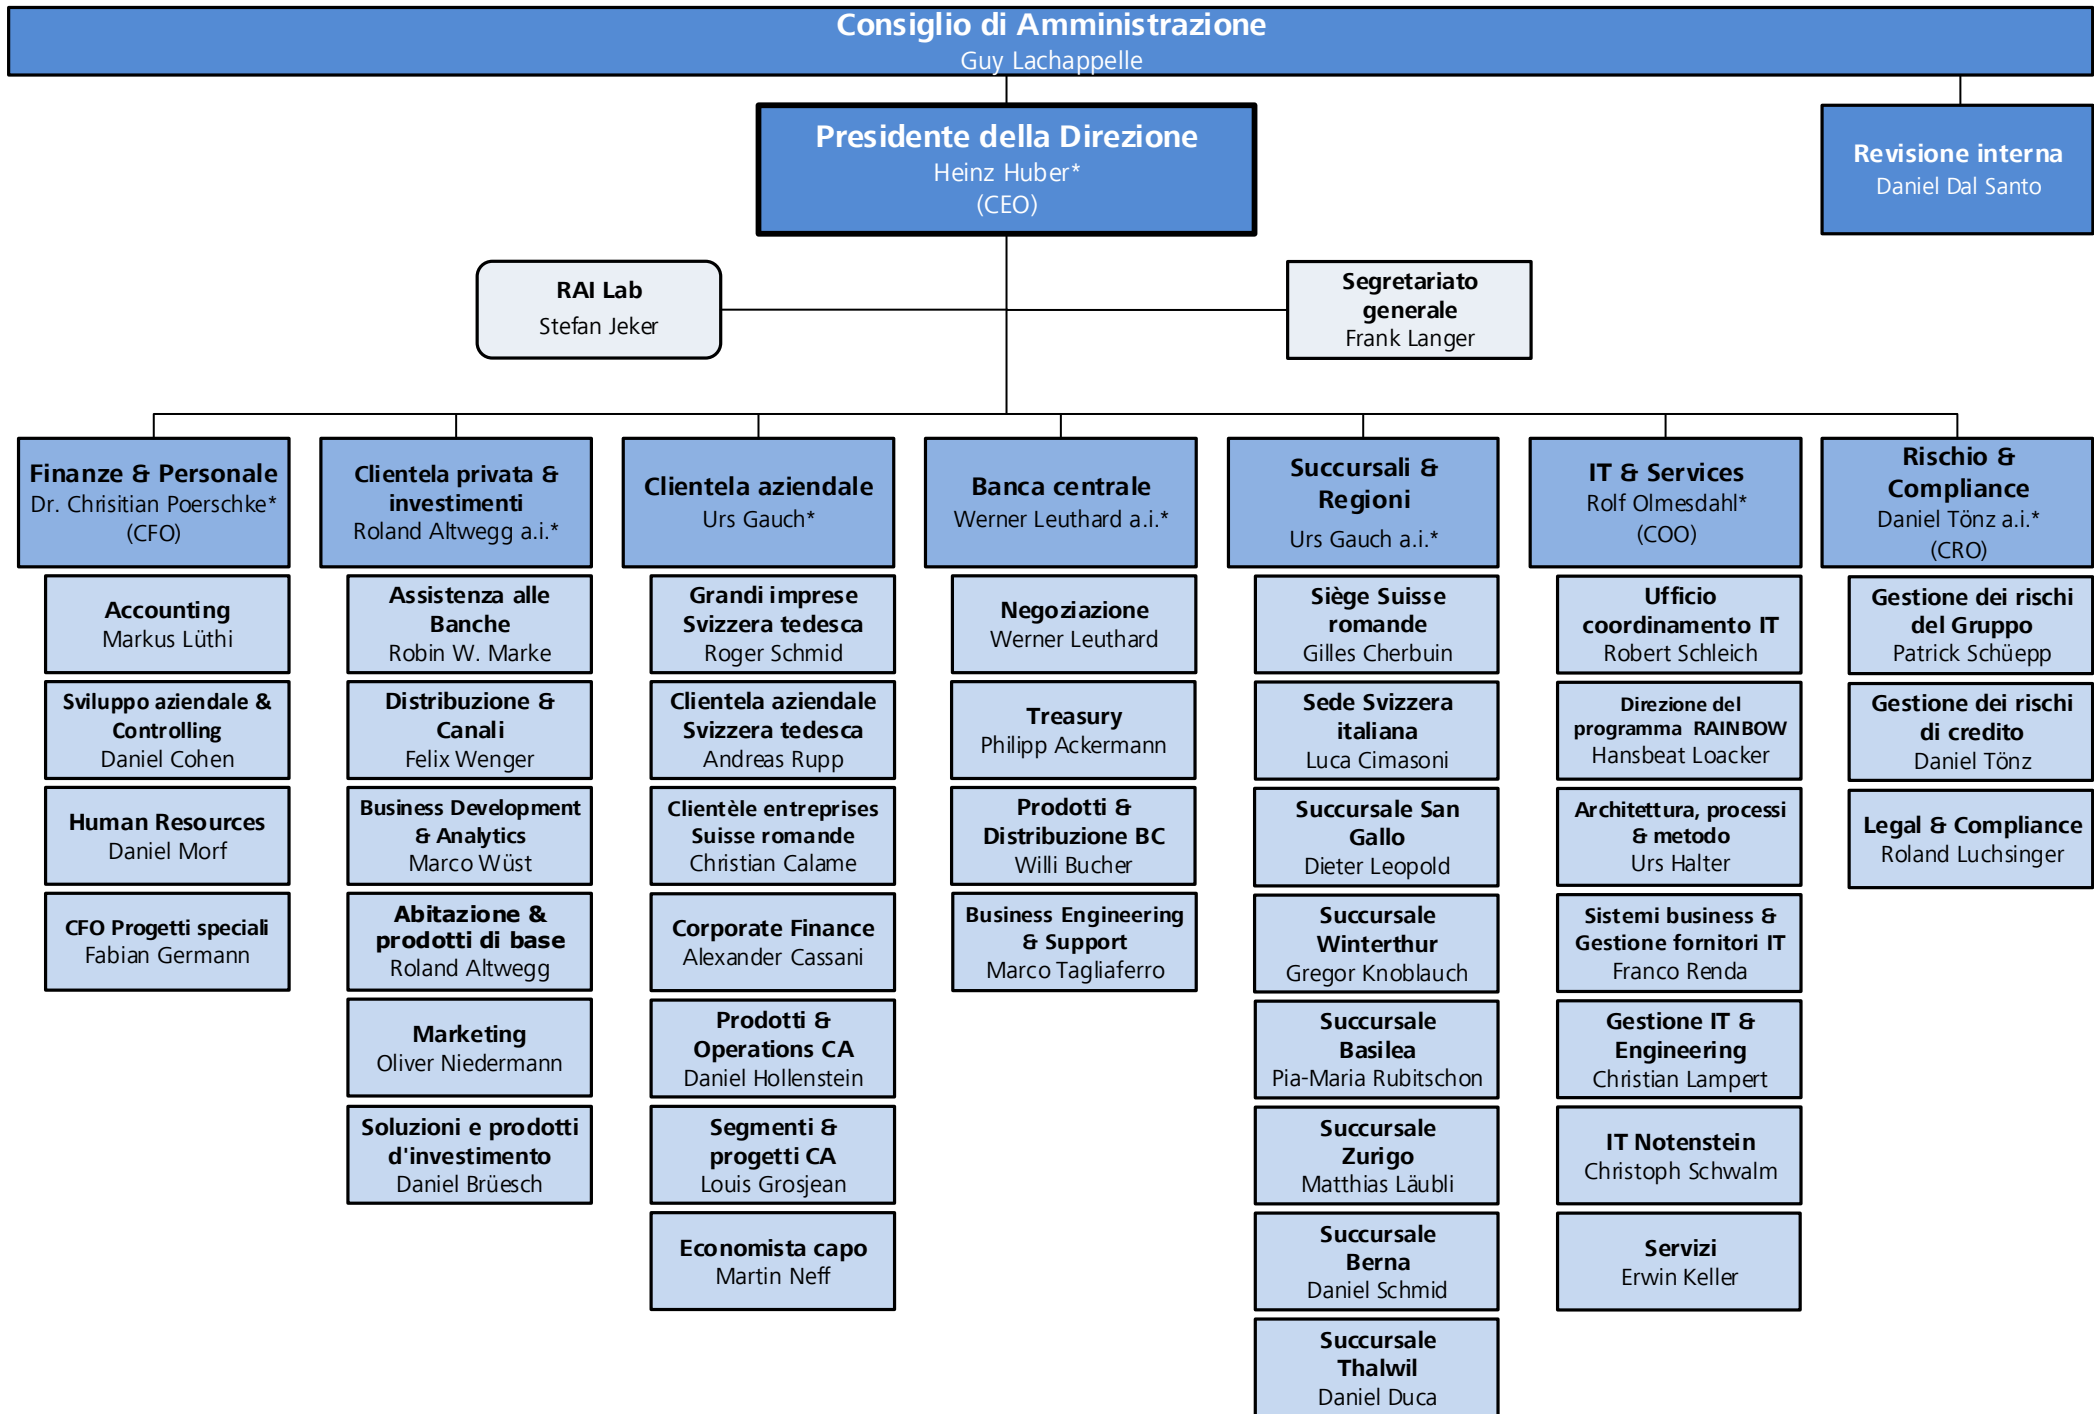 Consiglio di Amministrazione
Guy Lachappelle
Presidente della Direzione
Heinz Huber*
(CEO)
Revisione interna
Daniel Dal Santo
RAI Lab
Stefan Jeker
Segretariato
generale
Frank Langer
Finanze & Personale
Dr. Chrisitian Poerschke*
(CFO)
Accounting
Markus Lüthi
Sviluppo aziendale &
Controlling
Daniel Cohen
Human Resources
Daniel Morf
CFO Progetti speciali
Fabian Germann
Clientela privata &
investimenti
Roland Altwegg a.i.*
Assistenza alle
Banche
Robin W. Marke
Distribuzione &
Canali
Felix Wenger
Business Development
& Analytics
Marco Wüst
Abitazione &
prodotti di base
Roland Altwegg
Marketing
Oliver Niedermann
Soluzioni e prodotti
d'investimento
Daniel Brüesch
Clientela aziendale
Urs Gauch*
Grandi imprese
Svizzera tedesca
Roger Schmid
Clientela aziendale
Svizzera tedesca
Andreas Rupp
Clientèle entreprises
Suisse romande
Christian Calame
Corporate Finance
Alexander Cassani
Prodotti &
Operations CA
Daniel Hollenstein
Segmenti &
progetti CA
Louis Grosjean
Economista capo
Martin Neff
Banca centrale
Werner Leuthard a.i.*
Negoziazione
Werner Leuthard
Treasury
Philipp Ackermann
Prodotti &
Distribuzione BC
Willi Bucher
Business Engineering
& Support
Marco Tagliaferro
Succursali &
Regioni
Urs Gauch a.i.*
Siège Suisse
romande
Gilles Cherbuin
Sede Svizzera
italiana
Luca Cimasoni
Succursale San
Gallo
Dieter Leopold
Succursale
Winterthur
Gregor Knoblauch
Succursale
Basilea
Pia-Maria Rubitschon
Succursale
Zurigo
Matthias Läubli
Succursale
Berna
Daniel Schmid
Succursale
Thalwil
Daniel Duca
IT & Services
Rolf Olmesdahl*
(COO)
Ufficio
coordinamento IT
Robert Schleich
Direzione del
programma RAINBOW
Hansbeat Loacker
Architettura, processi
& metodo
Urs Halter
Sistemi business &
Gestione fornitori IT
Franco Renda
Gestione IT &
Engineering
Christian Lampert
IT Notenstein
Christoph Schwalm
Servizi
Erwin Keller
Rischio &
Compliance
Daniel Tönz a.i.*
(CRO)
Gestione dei rischi
del Gruppo
Patrick Schüepp
Gestione dei rischi
di credito
Daniel Tönz
Legal & Compliance
Roland Luchsinger